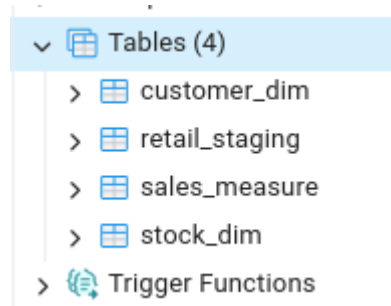 Tables (4)
customer_dim
retail_staging
sales_measure
stock_dim
Trigger Functions